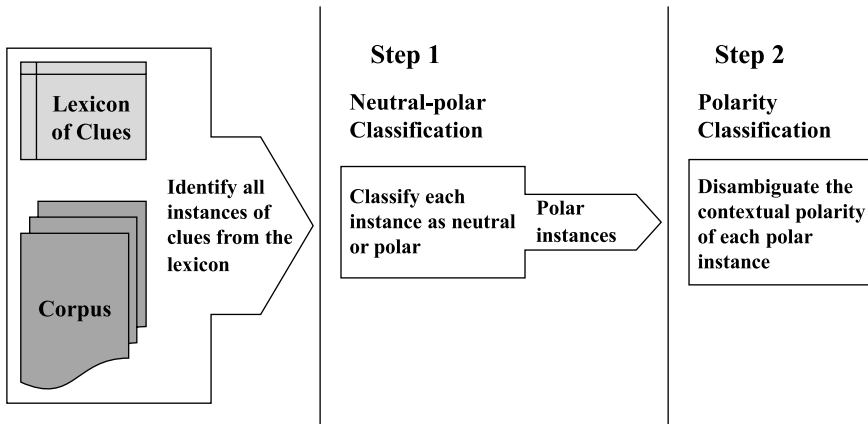 Lexicon
of Clues
Corpus
Identify all
instances of
clues from the
lexicon
Step 1
Neutral-polar
Classification
Classify each
instance as neutral
or polar
Polar
instances
Step 2
Polarity
Classification
Disambiguate the
contextual polarity
of each polar
instance